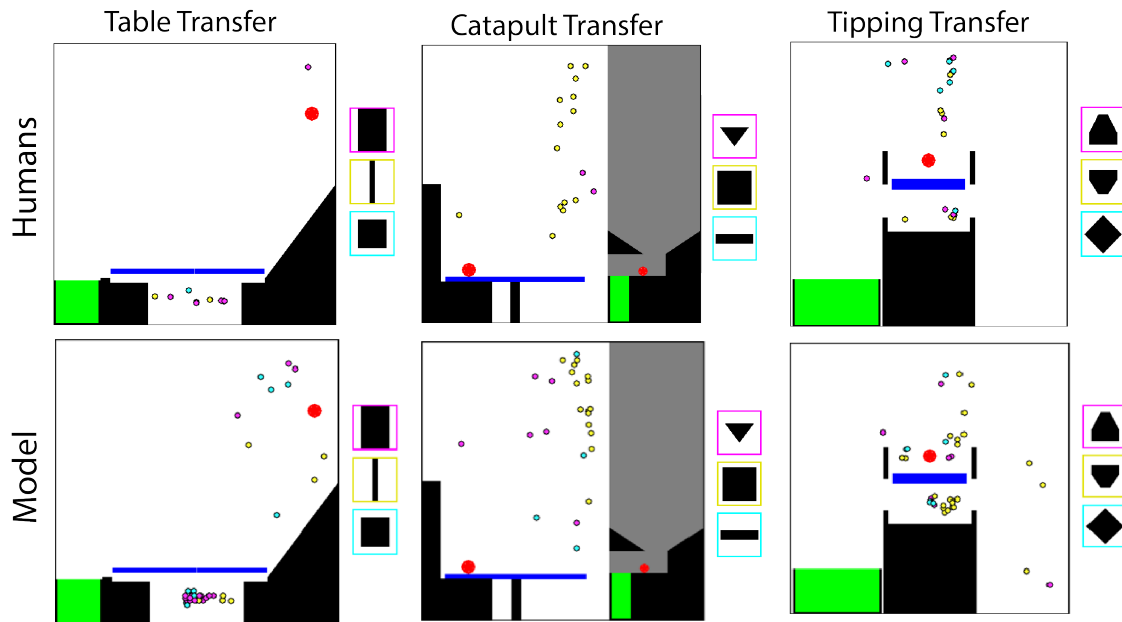 Table Transfer
Catapult Transfer
Tipping Transfer
Humans
Model